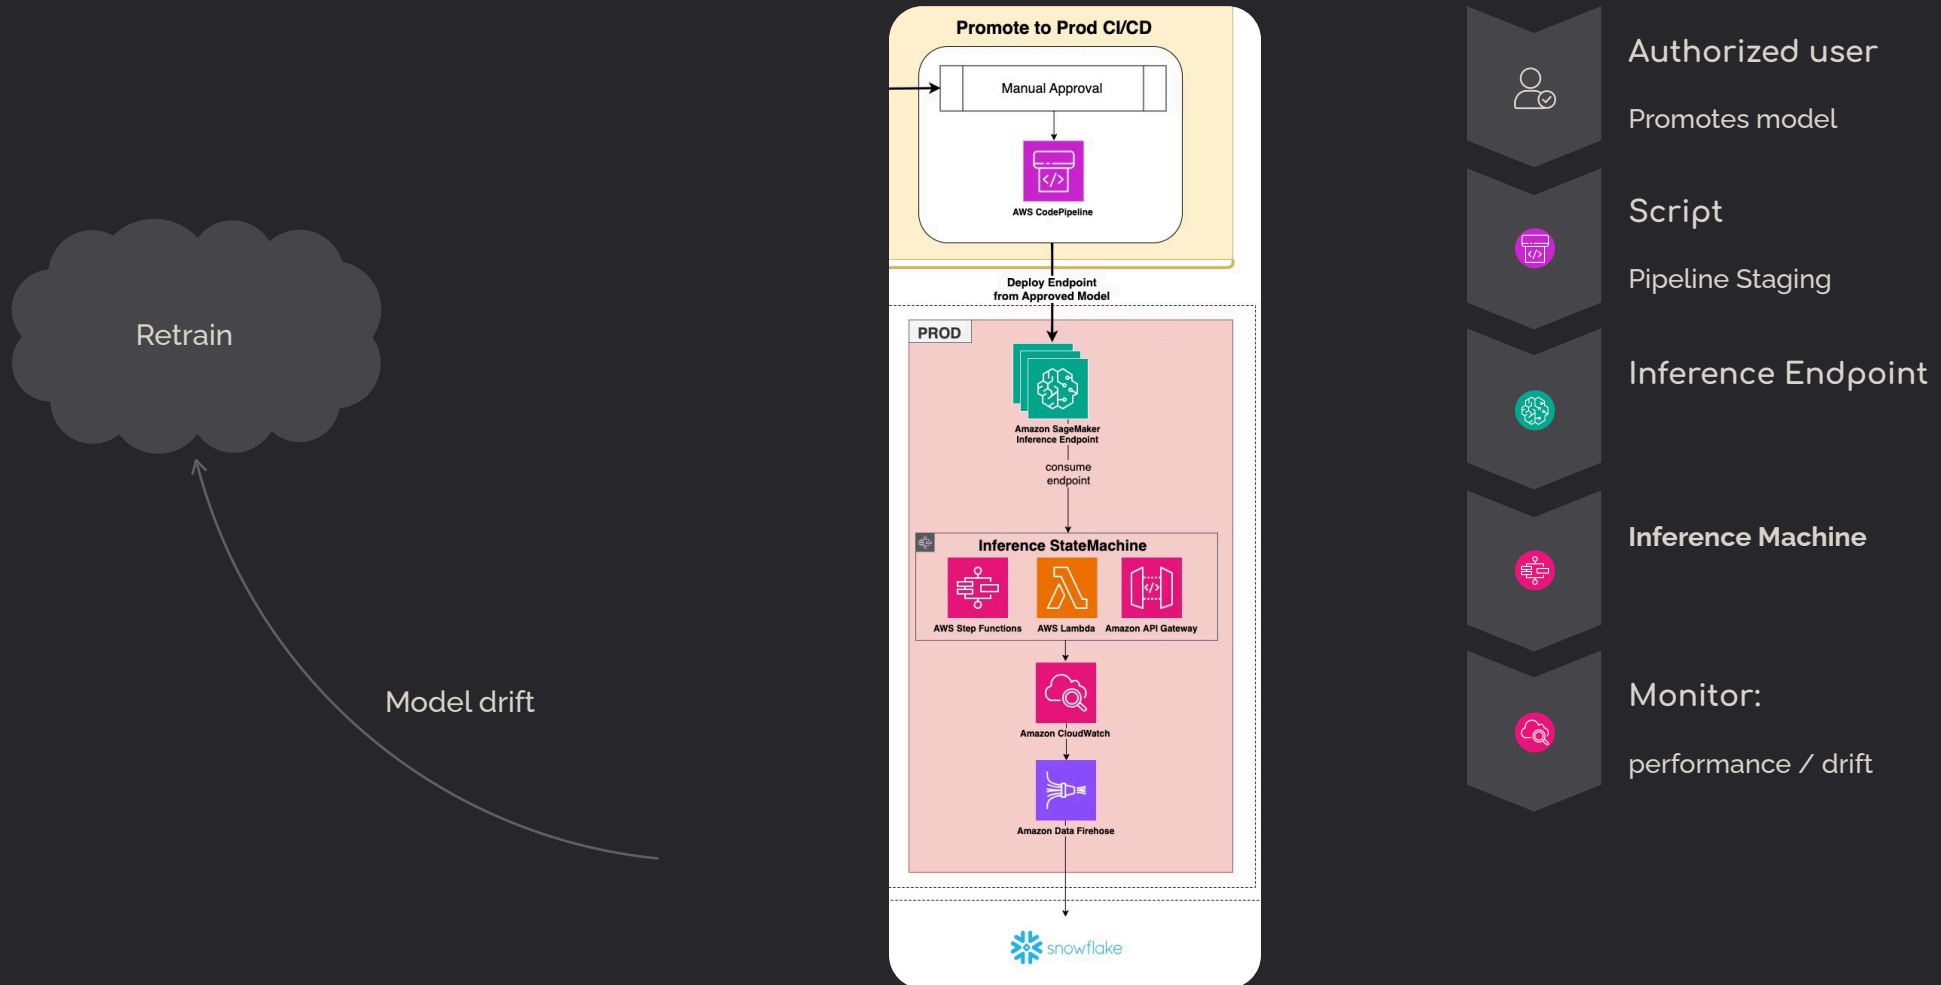 Retrain
Model drift
Promote to Prod CI/CD
Manual Approval
</>
AWS CodePipeline
Deploy Endpoint
from Approved Model
PROD
Amazon SageMaker
Inference Endpoint
consume
endpoint
Inference StateMachine
</>
AWS Step Functions
AWS Lambda
Amazon API Gateway
Amazon CloudWatch
Amazon Data Firehose
snowflake
Authorized user
Promotes model
Script
</>
Pipeline Staging
Inference Endpoint
Inference Machine
Monitor:
performance / drift